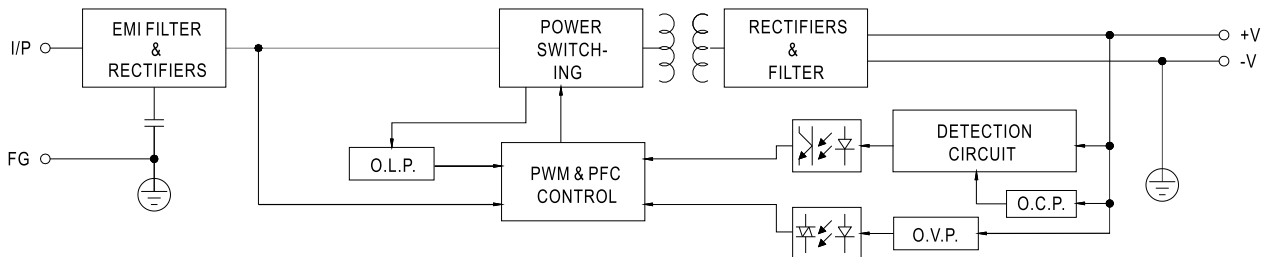 I/P
EMI FILTER
&
RECTIFIERS
POWER
SWITCH-
ING
RECTIFIERS
&
FILTER
+V
-V
FG
O.L.P.
PWM & PFC
CONTROL
DETECTION
CIRCUIT
O.C.P.
O.V.P.